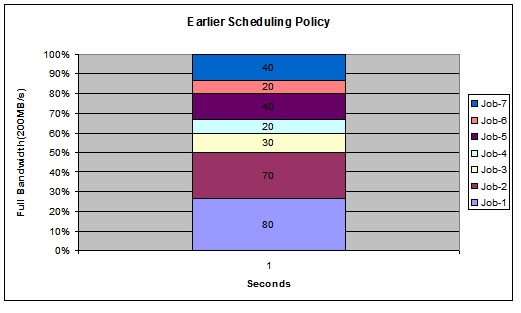 Earlier Scheduling Policy
Full Bandwidth(200MB/s)
100%
90%
80%
70%
60%
50%
40%
30%
20%
10%
0%
40
20
40
20
30
70
80
1
Seconds
Job-7
Job-6
Job-5
Job-4
Job-3
Job-2
Job-1